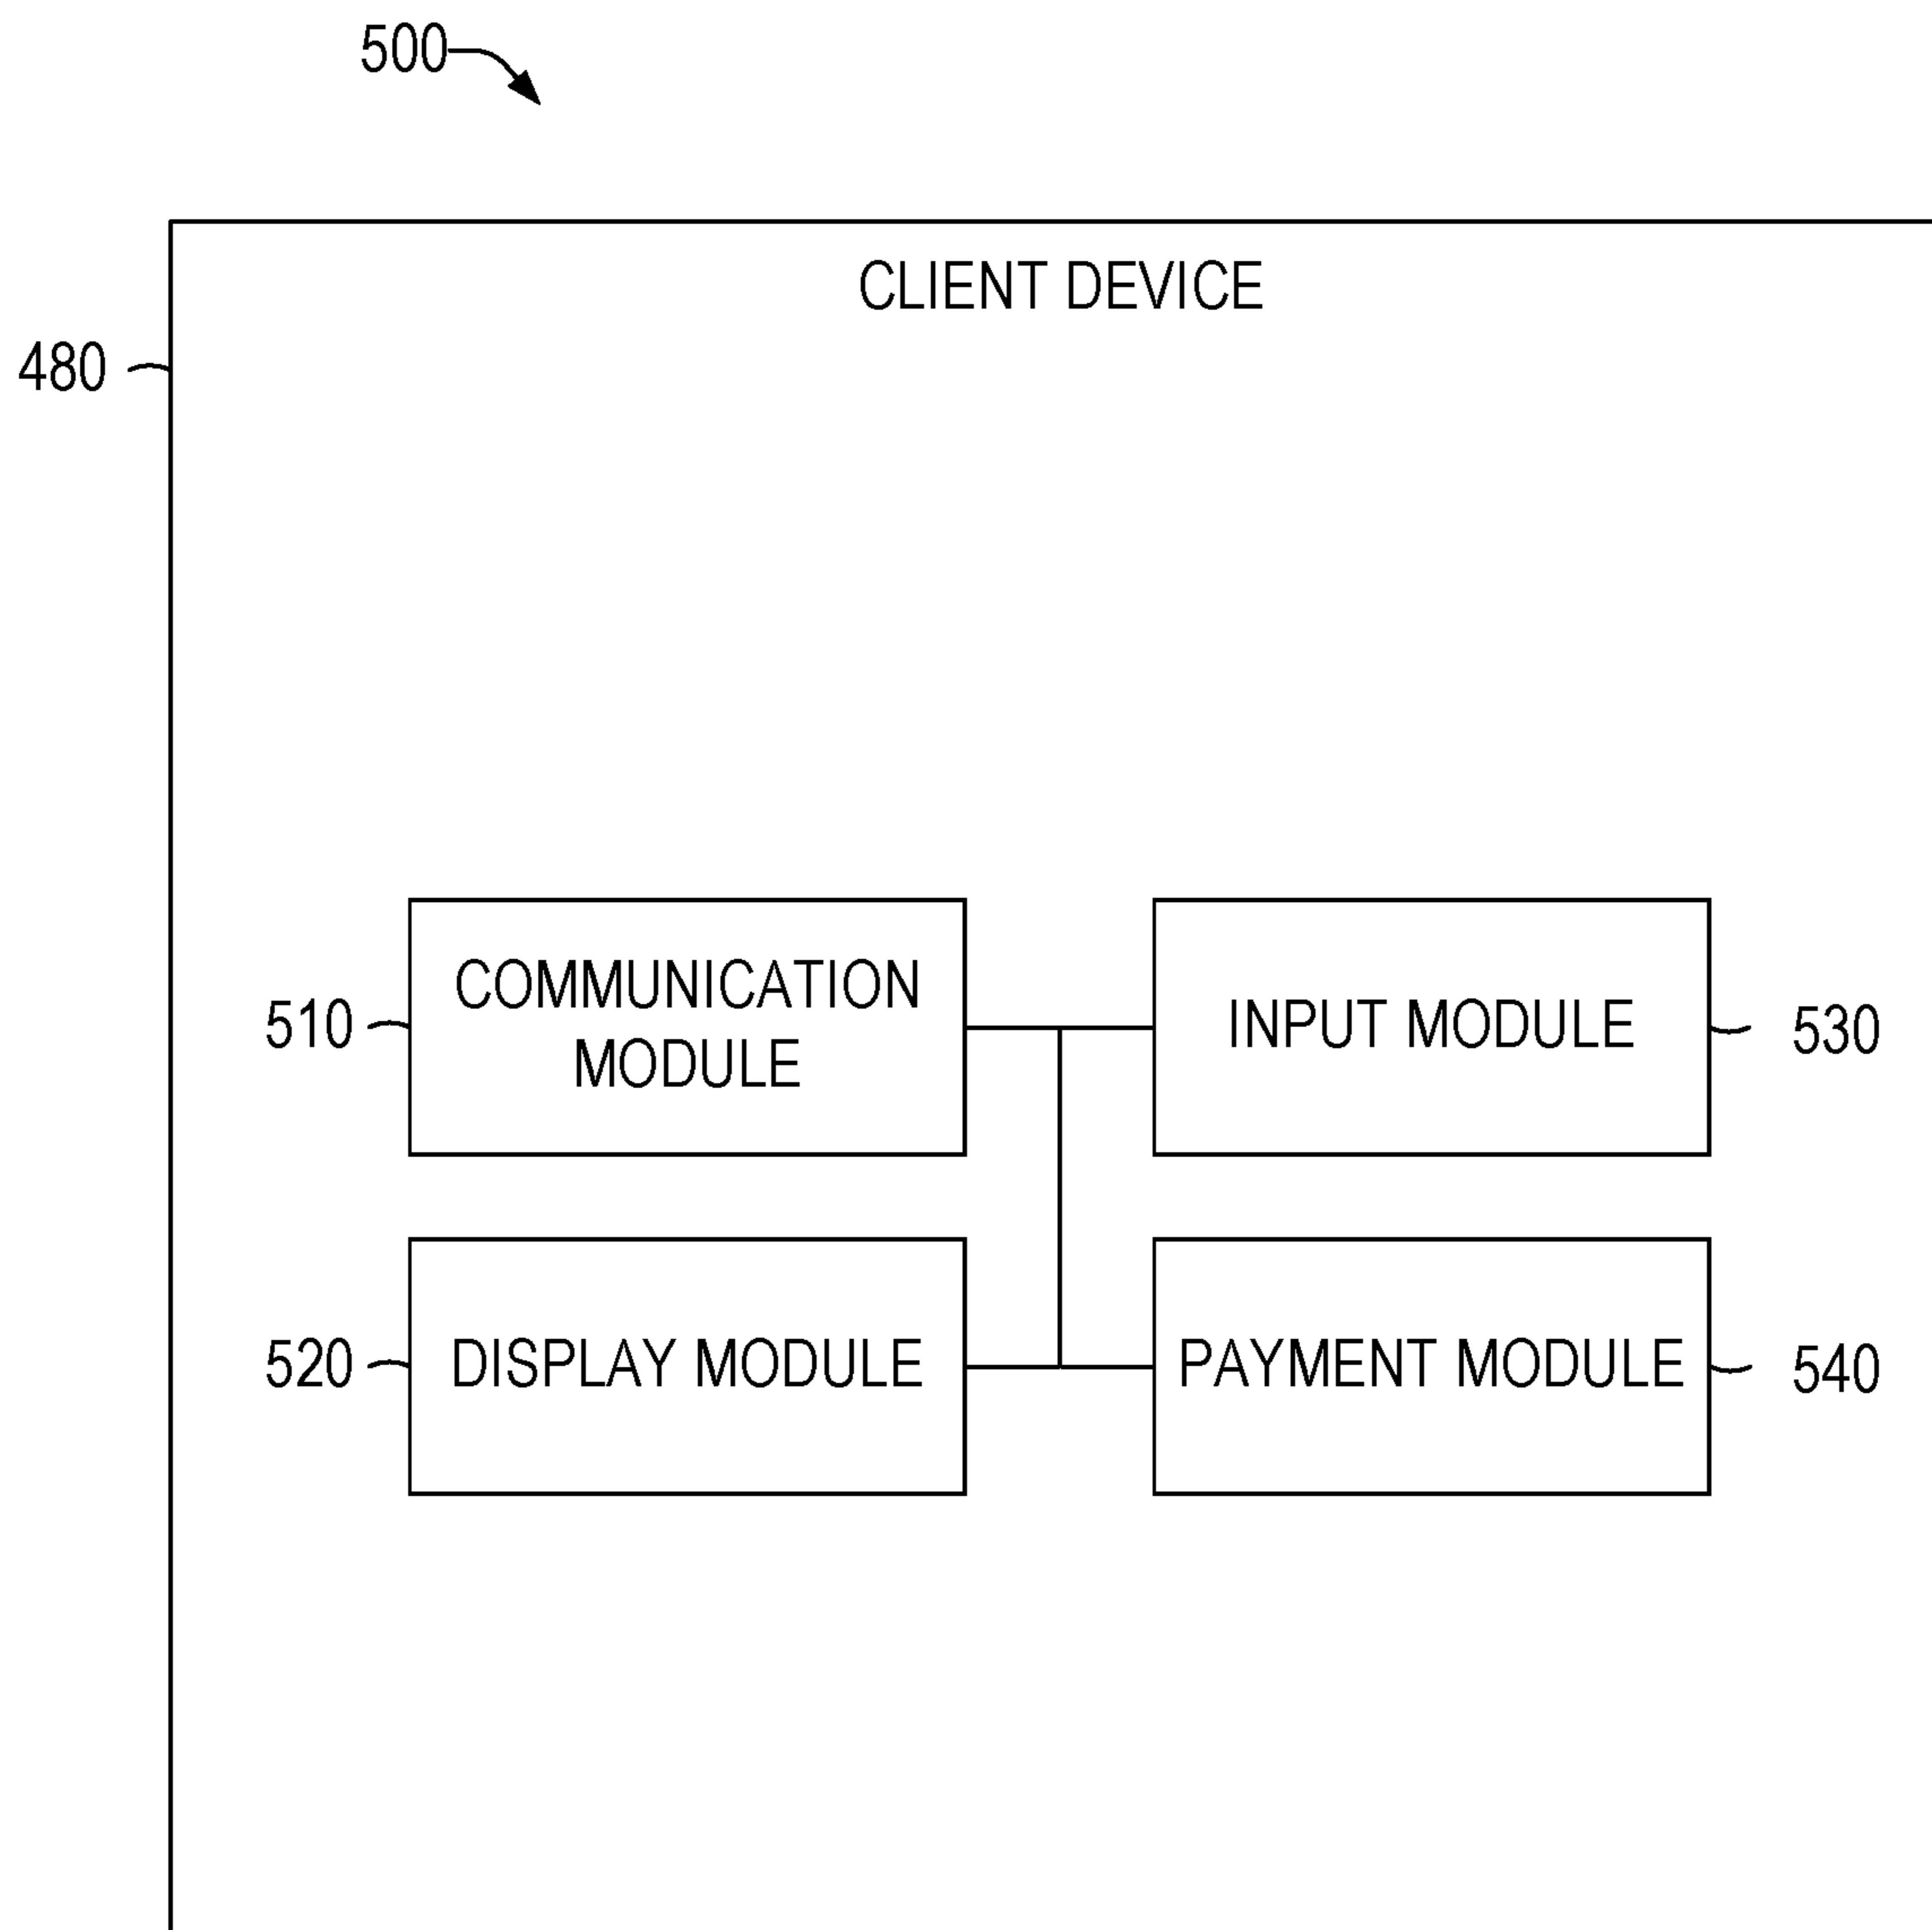 500
CLIENT DEVICE
480
COMMUNICATION
MODULE
510
INPUT MODULE
530
520
DISPLAY MODULE
PAYMENT MODULE
540